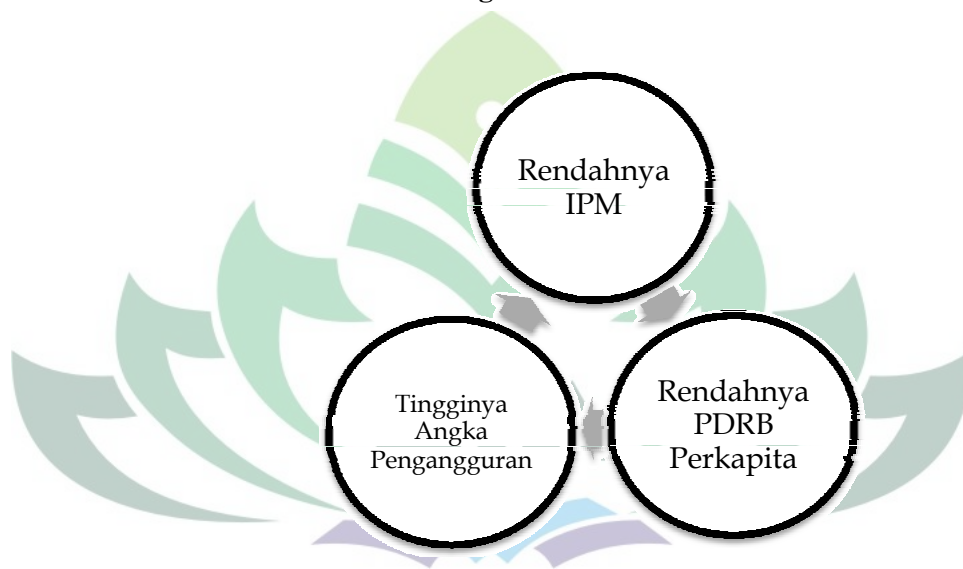 Rendahnya
IPM
Tingginya
Angka
Pengangguran
Rendahnya
PDRB
Perkapita